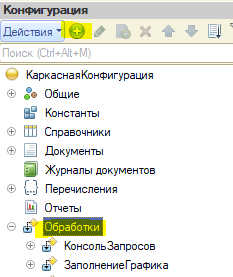 Конфигурация
Действия
Поиск (Ctrl+Alt+M)
КаркаснаяКонфигурация
Общие
Константы
Справочники
Документы
Журналы документов
Перечисления
Отчеты
Обработки
КонсольЗапросов
ЗаполнениеГрафика